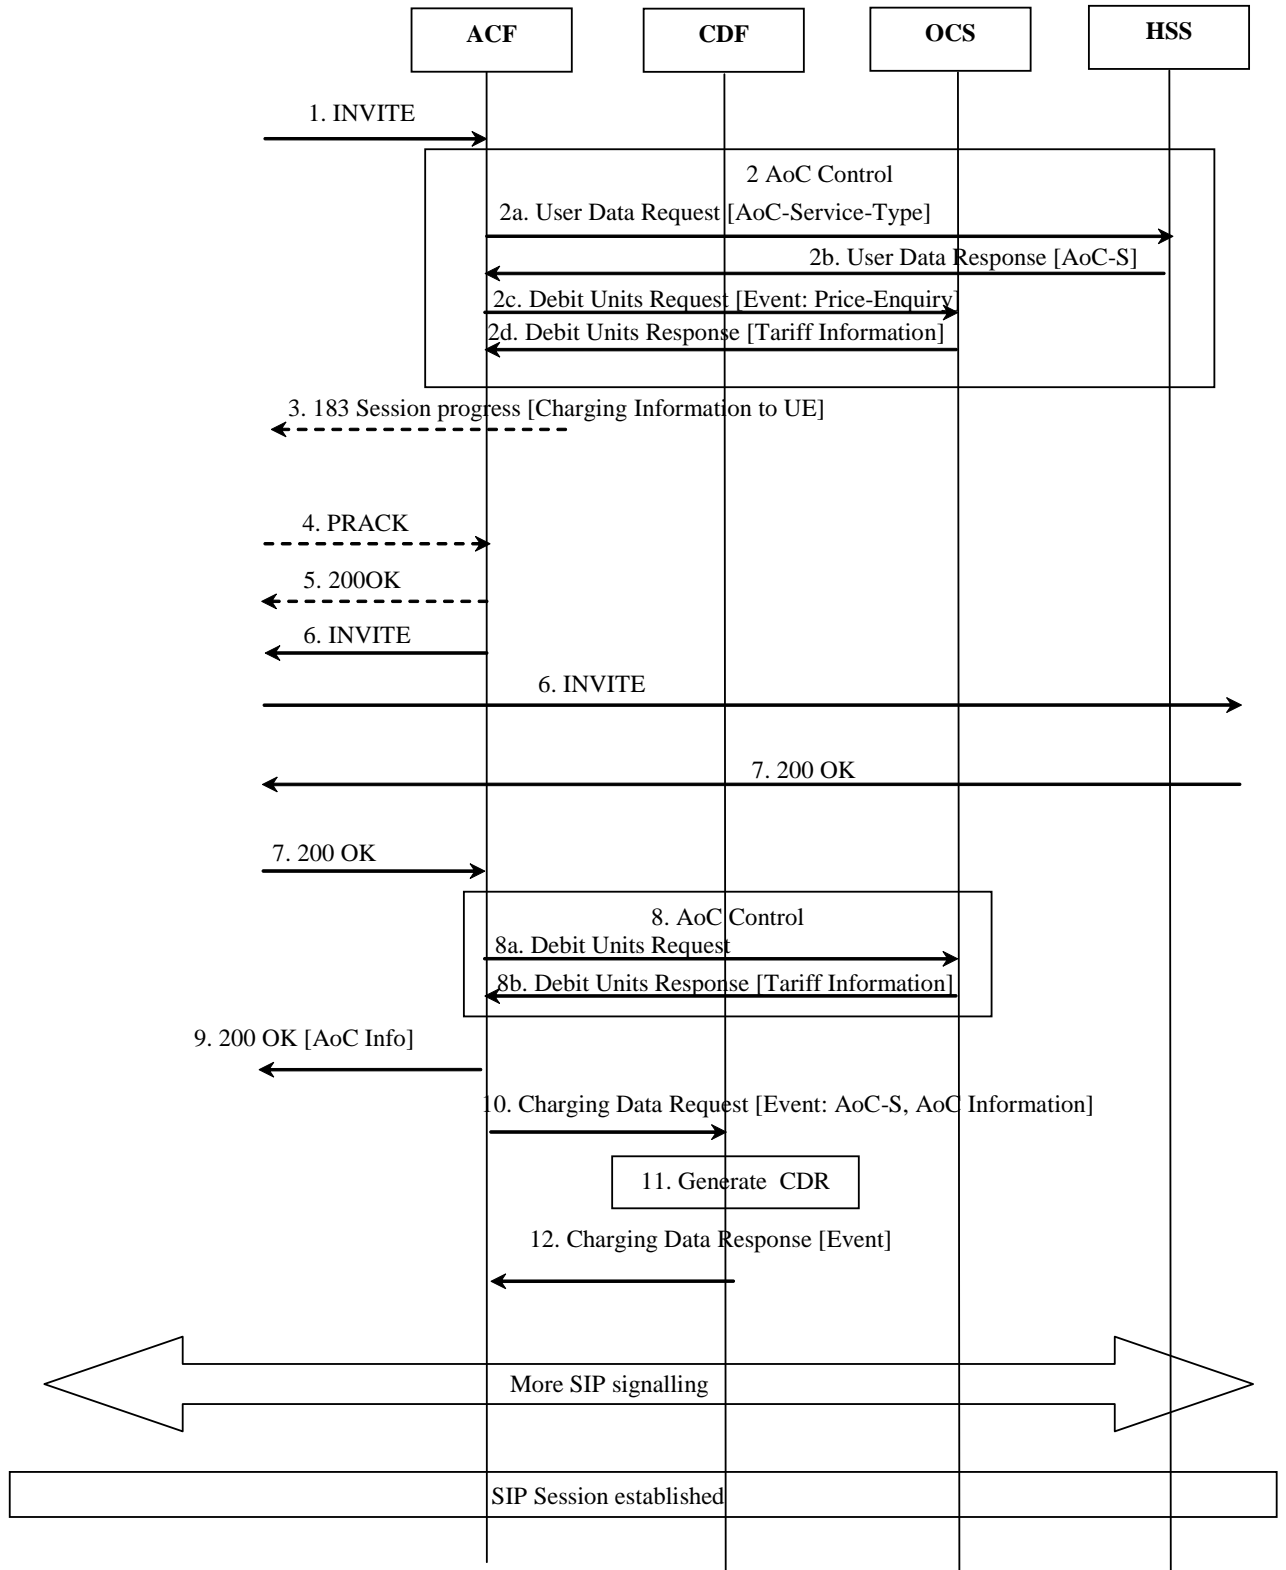 ACF
CDF
OCS
HSS
1. INVITE
2 AoC Control
2a. User Data Request [AoC-Service-Type]
2b. User Data Response [AoC-S]
2c. Debit Units Request [Event: Price-Enquiry]
2d. Debit Units Response [Tariff Information]
3. 183 Session progress [Charging Information to UE]
4. PRACK
5. 200OK
6. INVITE
6. INVITE
7. 200 OK
7. 200 OK
8. AoC Control
8a. Debit Units Request
8b. Debit Units Response [Tariff Information]
9. 200 OK [AoC Info]
10. Charging Data Request [Event: AoC-S, AoC Information]
11. Generate  CDR
12. Charging Data Response [Event]
More SIP signalling
SIP Session established